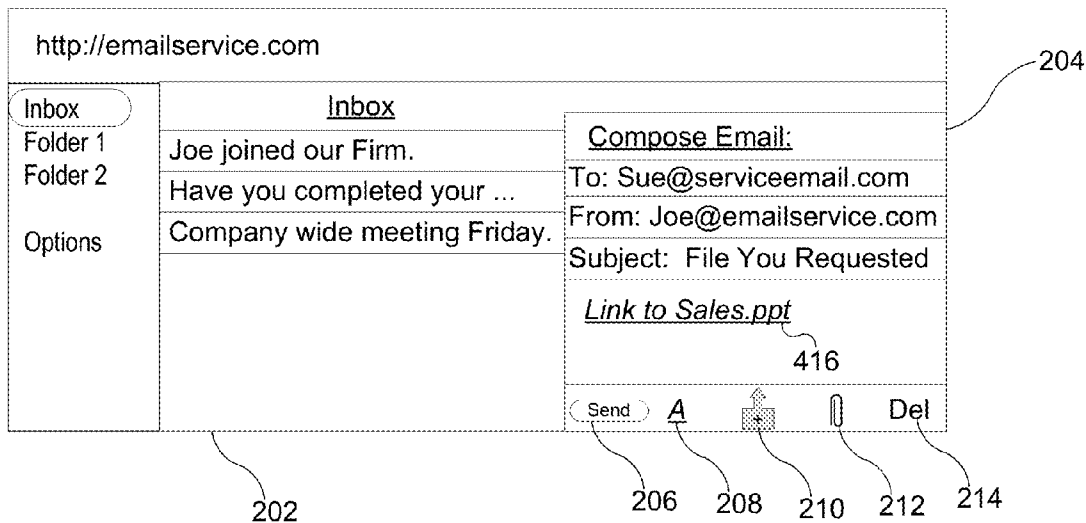 http://emailservice.com
204
Inbox
Folder 1
Folder 2
Options
Inbox
Joe joined our Firm.
Have you completed your ...
Company wide meeting Friday.
Compose Email:
To: Sue@serviceemail.com
From: Joe@emailservice.com
Subject: File You Requested
Link to Sales.ppt
416
Send A Del
202
206
208
210
212
214